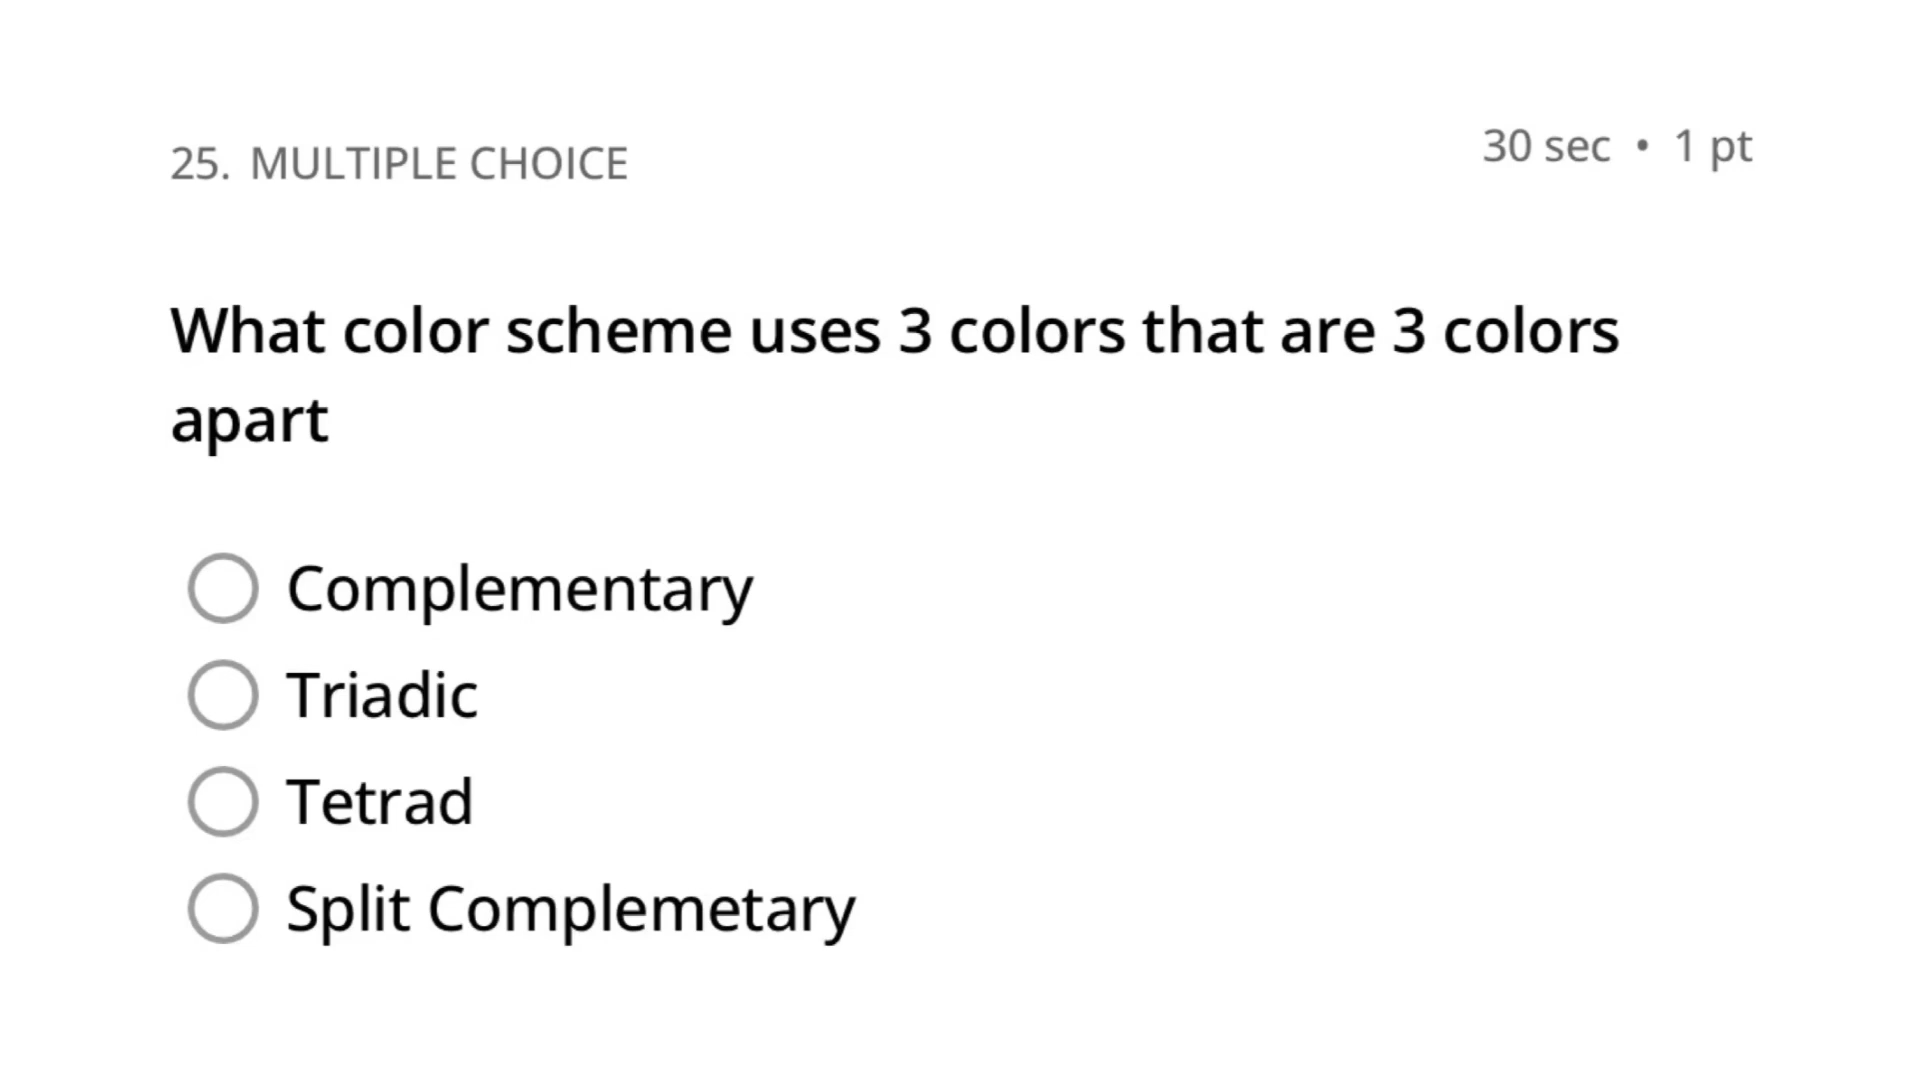 25. MULTIPLE CHOICE
30 sec • 1 pt
What color scheme uses 3 colors that are 3 colors
apart
Complementary
Triadic
Tetrad
Split Complemetary